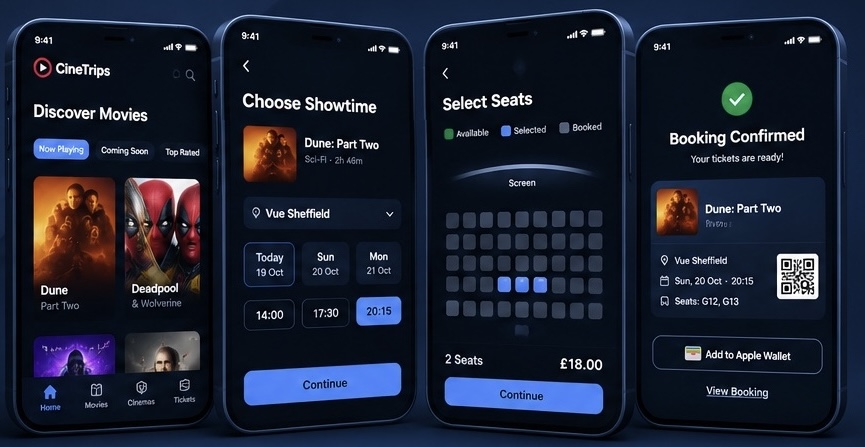 9:41
CineTrips
Discover Movies
Now Playing
Coming Soon
Top Rated
Dune
Part Two
Deadpool
& Wolverine
Home
Movies
Cinemas
Tickets
9:41
Choose Showtime
Dune: Part Two
Sci-Fi · 2h 46m
Vue Sheffield
Today
19 Oct
Sun
20 Oct
Mon
21 Oct
14:00
17:30
20:15
Continue
9:41
Select Seats
Available
Selected
Booked
Screen
2 Seats
£18.00
Continue
9:41
Booking Confirmed
Your tickets are ready!
Dune: Part Two
Vue Sheffield
Sun, 20 Oct · 20:15
Seats: G12, G13
Add to Apple Wallet
View Booking